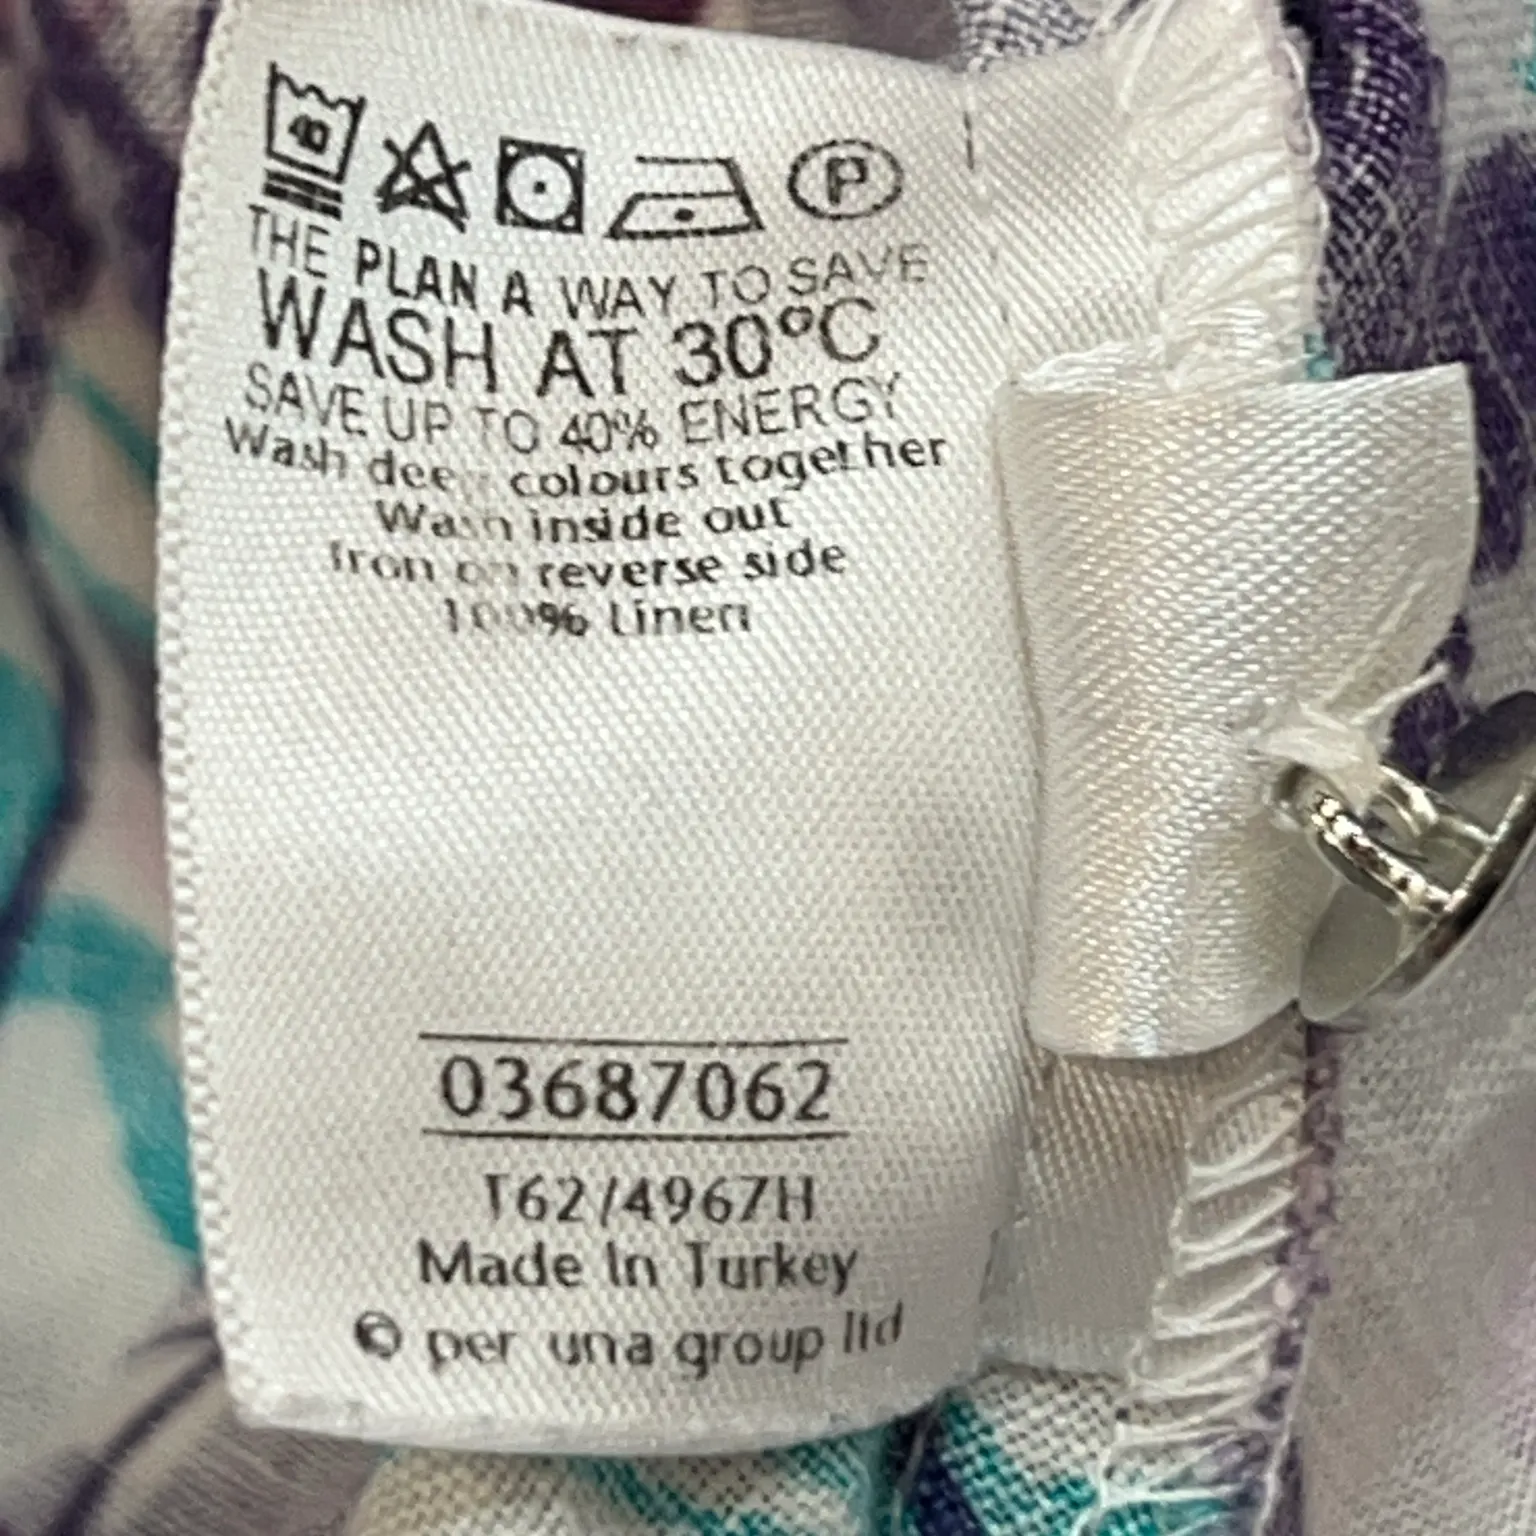 40
P
THE PLAN A WAY TO SAVE
WASH AT 30°C
SAVE UP TO 40% ENERGY
Wash deep colours together
Wash inside out
Iron on reverse side
100% Linen
03687062
T62/4967H
Made In Turkey
© per una group ltd